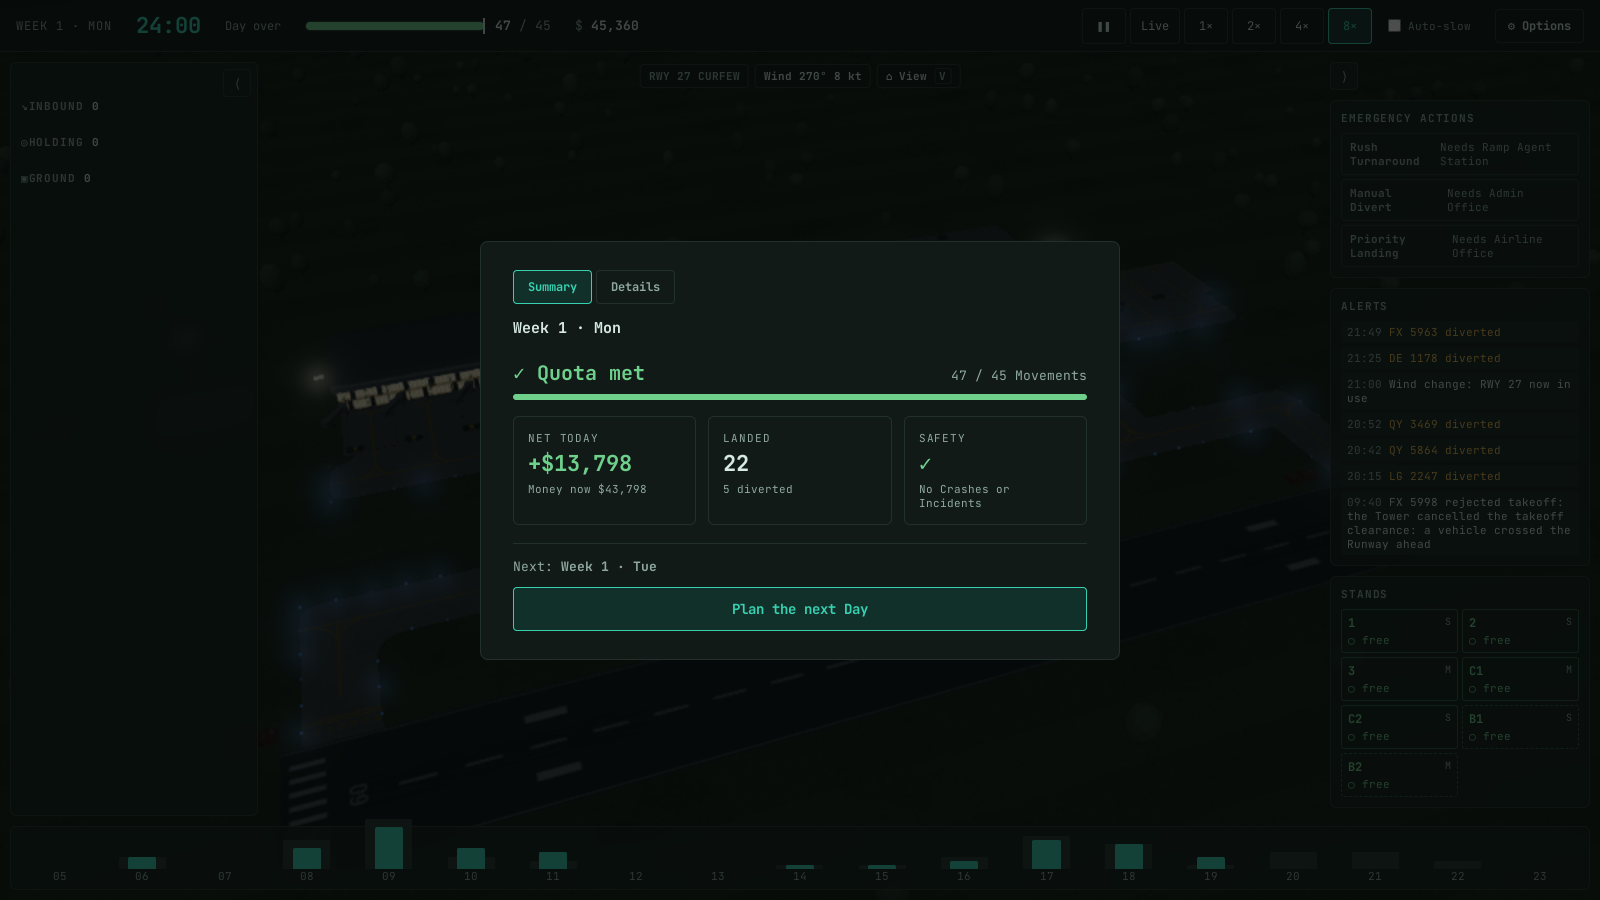 WEEK 1 · MON 24:00 Day over 47 / 45 $ 45,360 Live 1× 2× 4× 8× Auto-slow ⚙ Options
RWY 27 CURFEW Wind 270° 8 kt ⌂ View V
↘INBOUND 0
◎HOLDING 0
▣GROUND 0
Summary Details
Week 1 · Mon
✓ Quota met 47 / 45 Movements
NET TODAY
+$13,798
Money now $43,798
LANDED
22
5 diverted
SAFETY
✓
No Crashes or
Incidents
Next: Week 1 · Tue
Plan the next Day
EMERGENCY ACTIONS
Rush Turnaround Needs Ramp Agent Station
Manual Divert Needs Admin Office
Priority Landing Needs Airline Office
ALERTS
21:49 FX 5963 diverted
21:25 DE 1178 diverted
21:00 Wind change: RWY 27 now in
use
20:52 QY 3469 diverted
20:42 QY 5864 diverted
20:15 LG 2247 diverted
09:40 FX 5998 rejected takeoff:
the Tower cancelled the takeoff
clearance: a vehicle crossed the
Runway ahead
STANDS
1 S
○ free
2 S
○ free
3 M
○ free
C1 M
○ free
C2 S
○ free
B1 S
○ free
B2 M
○ free
09
05 06 07 08 09 10 11 12 13 14 15 16 17 18 19 20 21 22 23